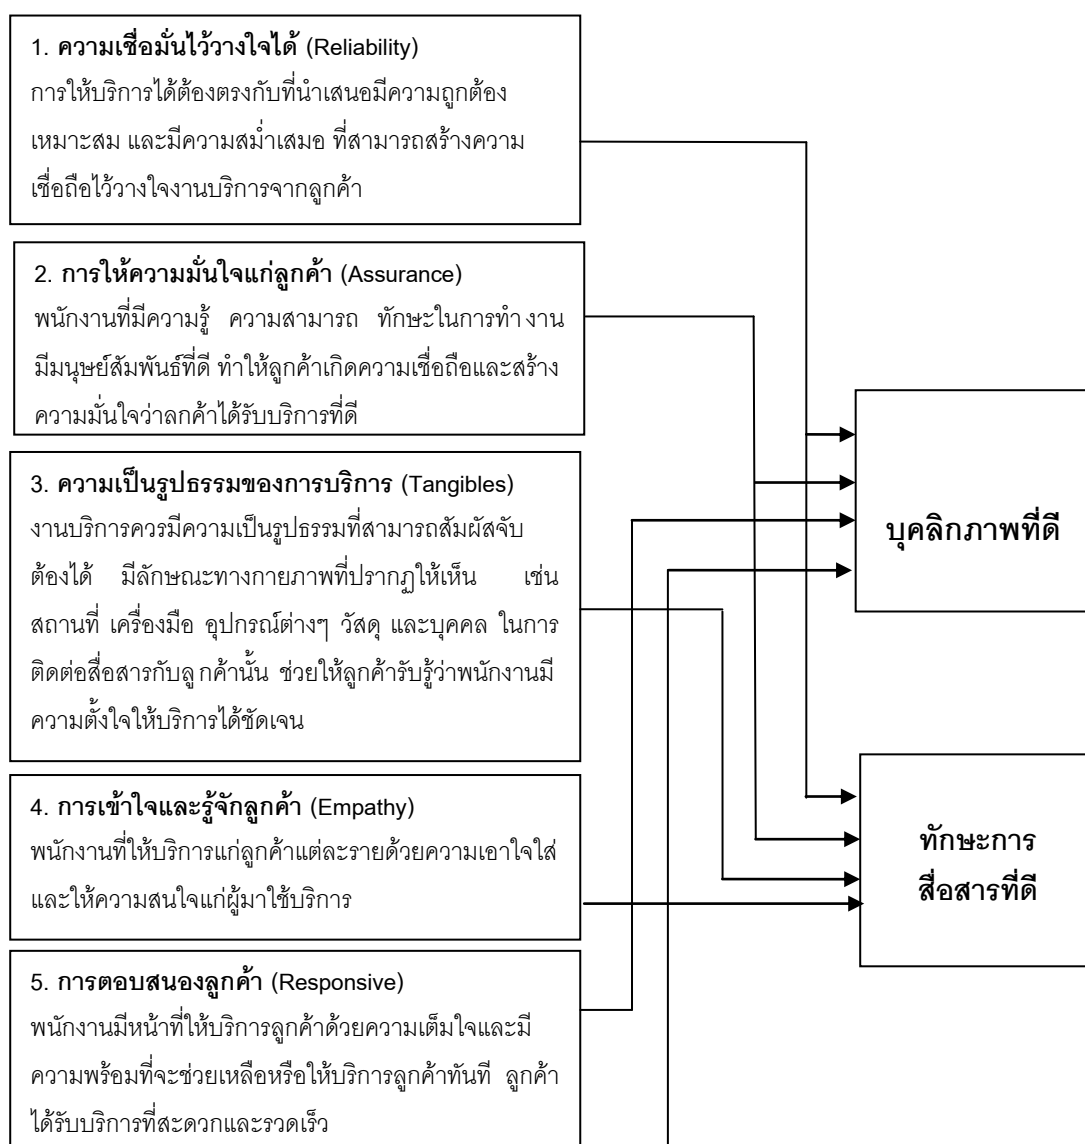 1. ความเชื่อมั่นไว้วางใจได้ (Reliability)
การให้บริการได้ต้องตรงกับที่นำเสนอมีความถูกต้อง
เหมาะสม และมีความสม่ำเสมอ ที่สามารถสร้างความ
เชื่อถือไว้วางใจงานบริการจากลูกค้า
2. การให้ความมั่นใจแก่ลูกค้า (Assurance)
พนักงานที่มีความรู้ ความสามารถ ทักษะในการทำงาน
มีมนุษย์สัมพันธ์ที่ดี ทำให้ลูกค้าเกิดความเชื่อถือและสร้าง
ความมั่นใจว่าลกค้าได้รับบริการที่ดี
3. ความเป็นรูปธรรมของการบริการ (Tangibles)
งานบริการควรมีความเป็นรูปธรรมที่สามารถสัมผัสจับ
ต้องได้ มีลักษณะทางกายภาพที่ปรากฏให้เห็น เช่น
สถานที่ เครื่องมือ อุปกรณ์ต่างๆ วัสดุ และบุคคล ในการ
ติดต่อสื่อสารกับลูกค้านั้น ช่วยให้ลูกค้ารับรู้ว่าพนักงานมี
ความตั้งใจให้บริการได้ชัดเจน
4. การเข้าใจและรู้จักลูกค้า (Empathy)
พนักงานที่ให้บริการแก่ลูกค้าแต่ละรายด้วยความเอาใจใส่
และให้ความสนใจแก่ผู้มาใช้บริการ
5. การตอบสนองลูกค้า (Responsive)
พนักงานมีหน้าที่ให้บริการลูกค้าด้วยความเต็มใจและมี
ความพร้อมที่จะช่วยเหลือหรือให้บริการลูกค้าทันที ลูกค้า
ได้รับบริการที่สะดวกและรวดเร็ว
บุคลิกภาพที่ดี
ทักษะการ
สื่อสารที่ดี